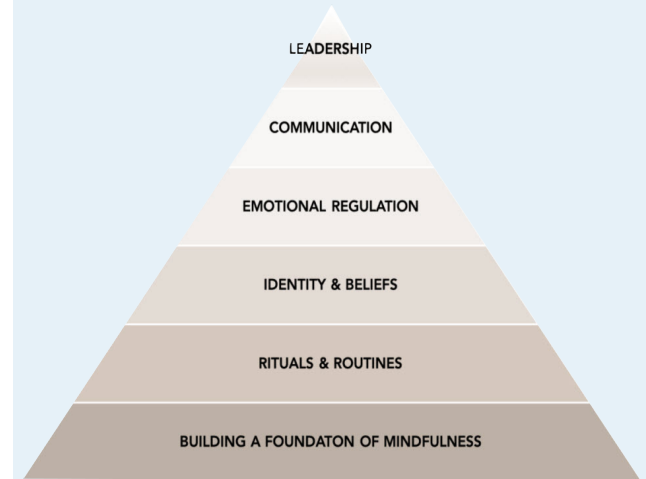 LEADERSHIP
COMMUNICATION
EMOTIONAL REGULATION
IDENTITY & BELIEFS
RITUALS & ROUTINES
BUILDING A FOUNDATON OF MINDFULNESS